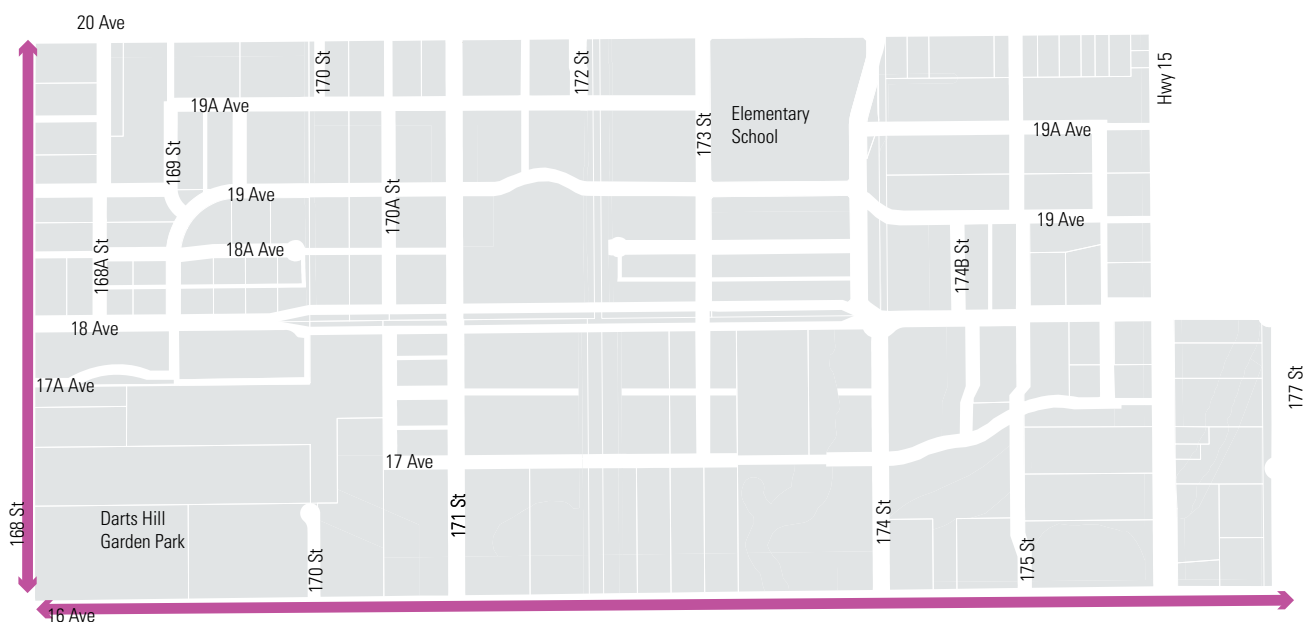 20 Ave
170 St
172 St
Hwy 15
19A Ave
Elementary
School
173 St
19A Ave
169 St
19 Ave
170A St
19 Ave
18A Ave
168A St
174B St
18 Ave
17A Ave
177 St
17 Ave
168 St
Darts Hill
Garden Park
171 St
174 St
170 St
175 St
16 Ave